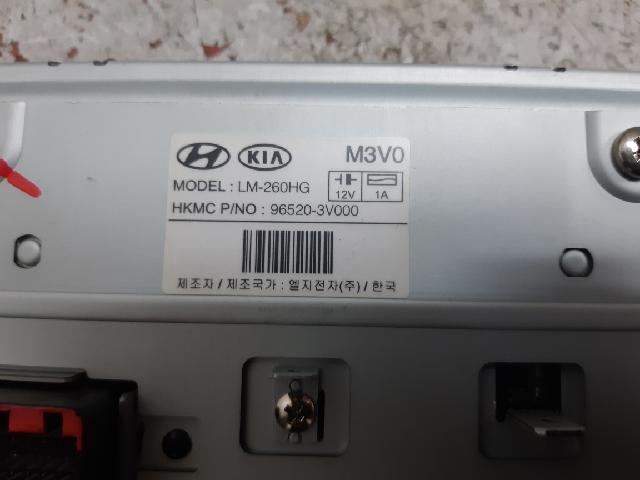 KIA M3V0
MODEL : LM-260HG 12V 1A
HKMC P/NO : 96520-3V000
제조자 / 제조국가 : 엘지전자(주) / 한국